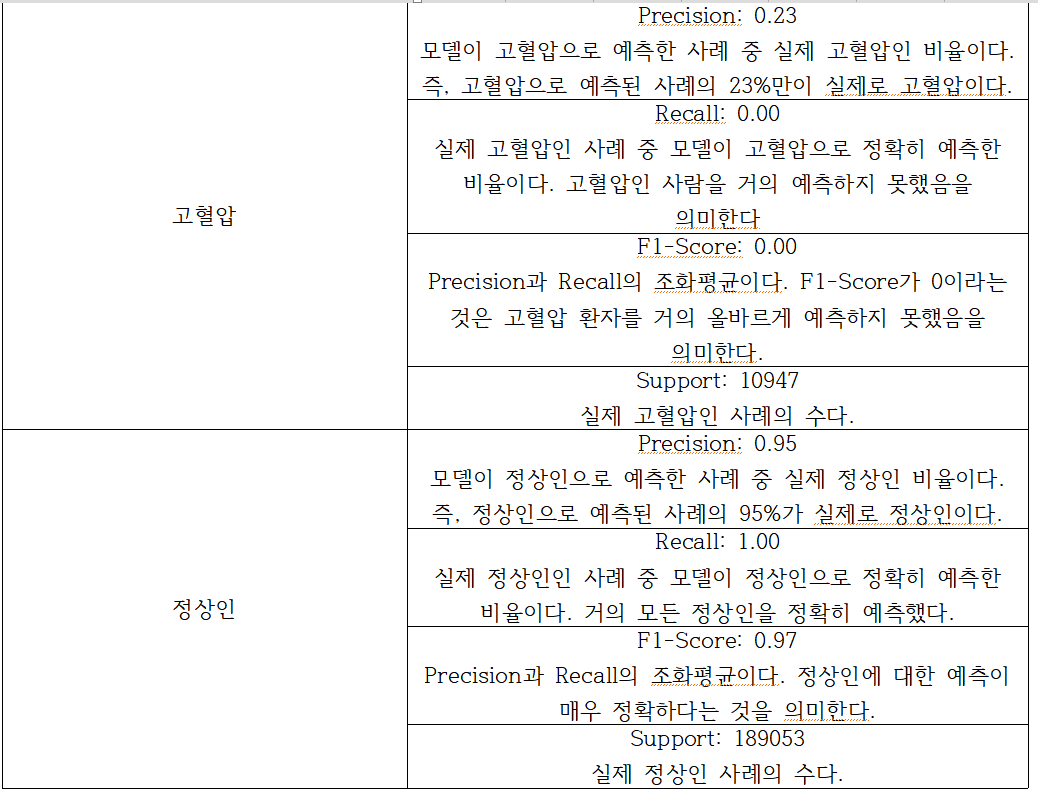 Precision: 0.23
모델이 고혈압으로 예측한 사례 중 실제 고혈압인 비율이다.
즉, 고혈압으로 예측된 사례의 23%만이 실제로 고혈압이다.
Recall: 0.00
실제 고혈압인 사례 중 모델이 고혈압으로 정확히 예측한
비율이다. 고혈압인 사람을 거의 예측하지 못했음을
의미한다
고혈압
F1-Score: 0.00
Precision과 Recall의 조화평균이다. F1-Score가 0이라는
것은 고혈압 환자를 거의 올바르게 예측하지 못했음을
의미한다.
Support: 10947
실제 고혈압인 사례의 수다.
Precision: 0.95
모델이 정상인으로 예측한 사례 중 실제 정상인 비율이다.
즉, 정상인으로 예측된 사례의 95%가 실제로 정상인이다.
Recall: 1.00
실제 정상인인 사례 중 모델이 정상인으로 정확히 예측한
비율이다. 거의 모든 정상인을 정확히 예측했다.
정상인
F1-Score: 0.97
Precision과 Recall의 조화평균이다. 정상인에 대한 예측이
매우 정확하다는 것을 의미한다.
Support: 189053
실제 정상인 사례의 수다.